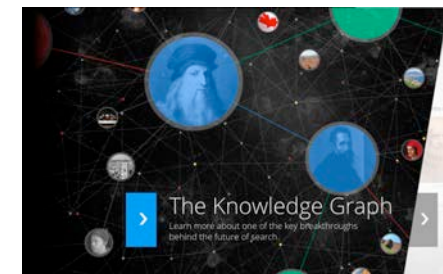 The Knowledge Graph
Learn more about one of the key breakthroughs
behind the future of search.